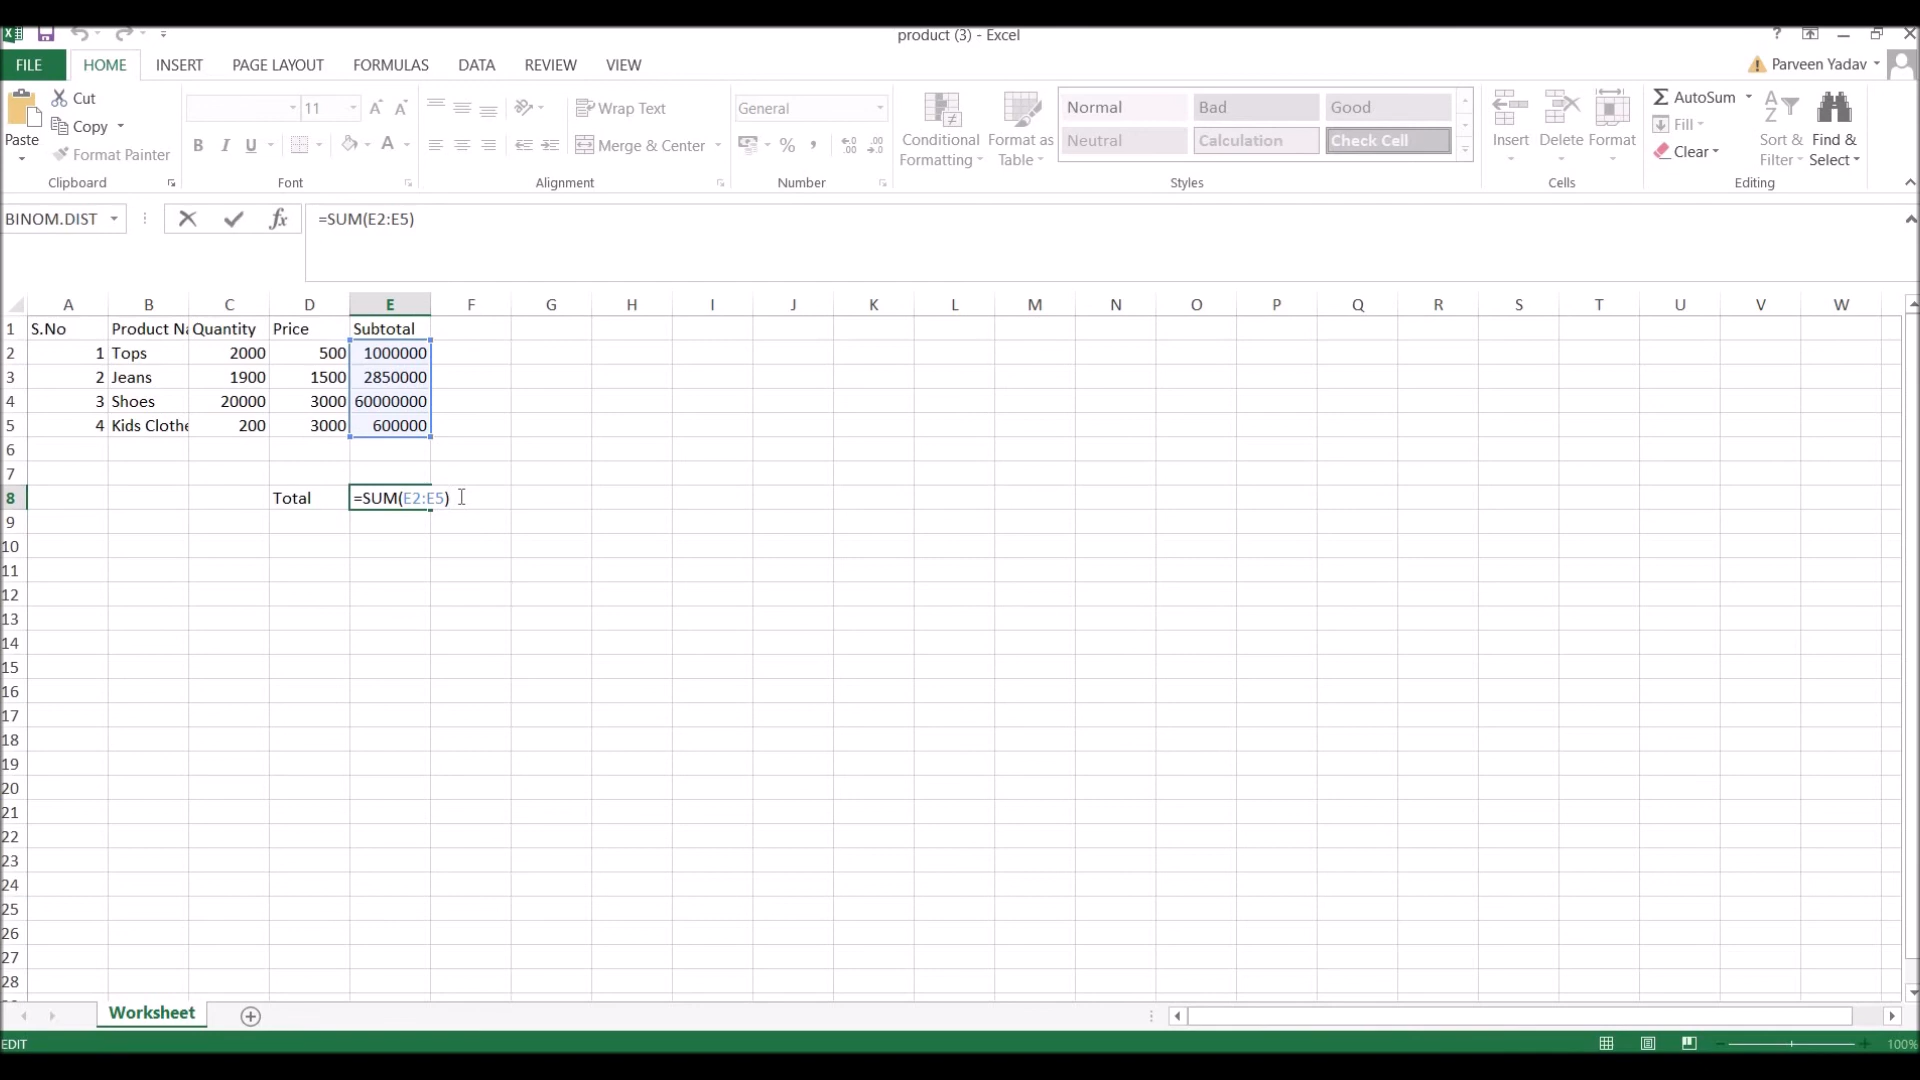 product (3) - Excel
?
FILE HOME INSERT PAGE LAYOUT FORMULAS DATA REVIEW VIEW Parveen Yadav
Cut 11 A A Wrap Text General Normal Bad Good Σ AutoSum
Paste Copy B I U A Merge & Center % , .00 .0 Conditional Formatting Format as Table Neutral Calculation Check Cell Insert Delete Format Fill Sort & Filter Find & Select
Format Painter Clear
Clipboard Font Alignment Number Styles Cells Editing
BINOM.DIST fx =SUM(E2:E5)
A B C D E F G H I J K L M N O P Q R S T U V W
1 S.No Product Na Quantity Price Subtotal
2 1 Tops 2000 500 1000000
3 2 Jeans 1900 1500 2850000
4 3 Shoes 20000 3000 60000000
5 4 Kids Clothe 200 3000 600000
6
7
8 Total =SUM(E2:E5)
9
10
11
12
13
14
15
16
17
18
19
20
21
22
23
24
25
26
27
28
Worksheet
EDIT 100%